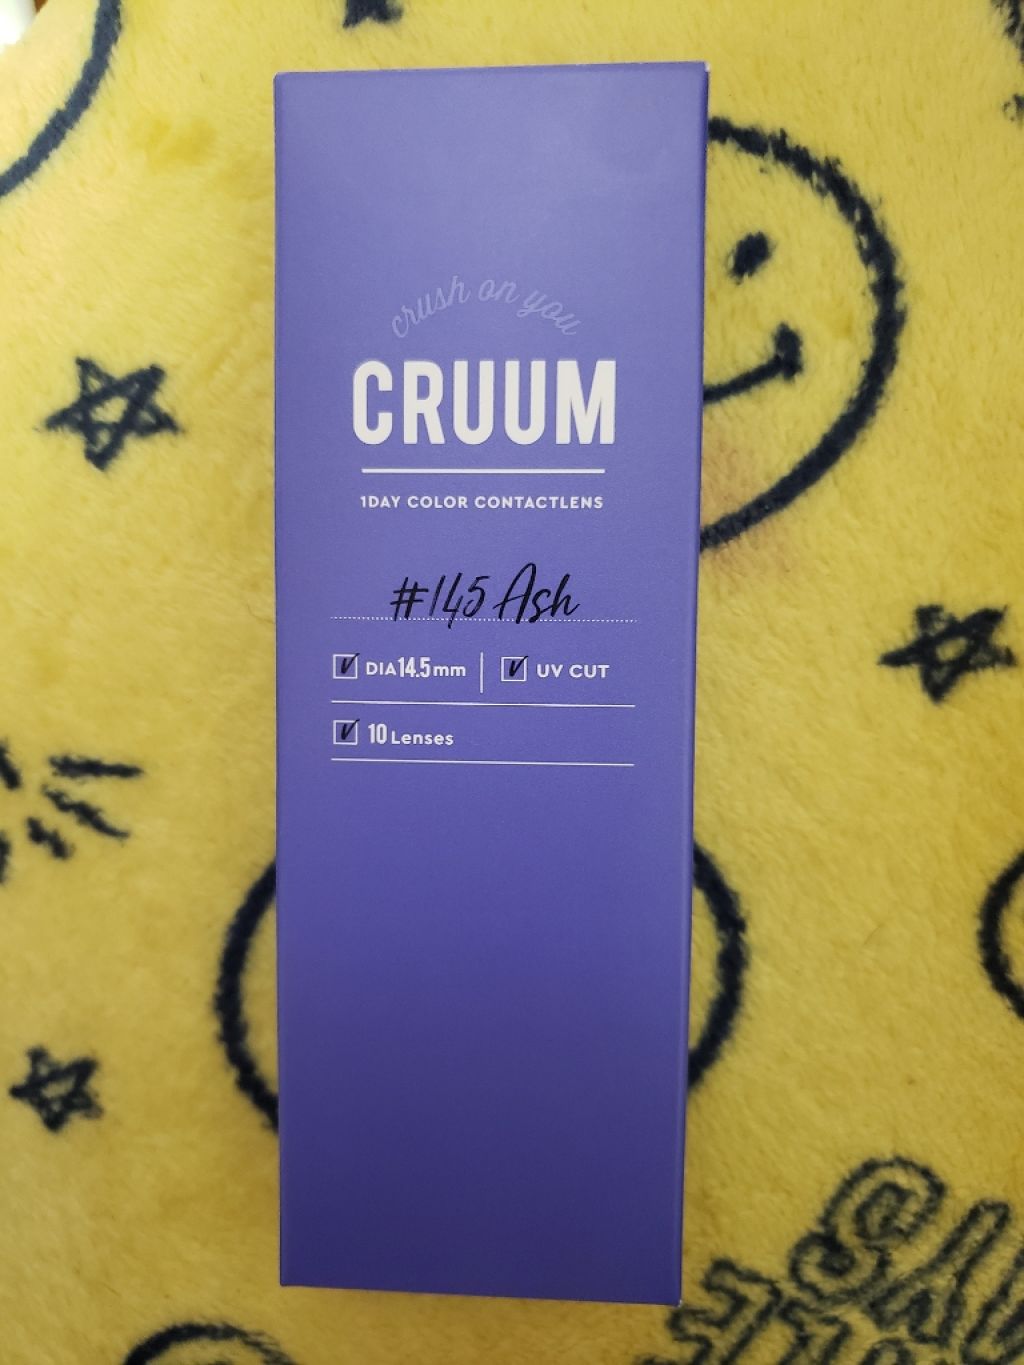 crush on you
CRUUM
1DAY COLOR CONTACTLENS
#145 Ash
DIA14.5mm | UV CUT
10 Lenses